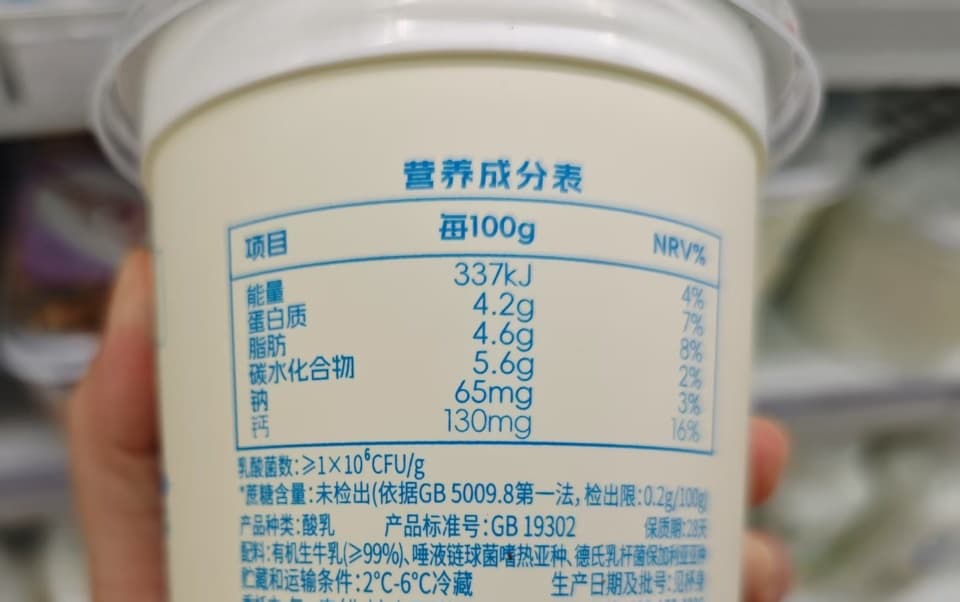 营养成分表
项目 每100g NRV%
能量 337kJ 4%
蛋白质 4.2g 7%
脂肪 4.6g 8%
碳水化合物 5.6g 2%
钠 65mg 3%
钙 130mg 16%
乳酸菌数:≥1×10⁶CFU/g
*蔗糖含量:未检出(依据GB 5009.8第一法,检出限:0.2g/100g)
产品种类:酸乳 产品标准号:GB 19302 保质期:28天
配料:有机生牛乳(≥99%)、唾液链球菌嗜热亚种、德氏乳杆菌保加利亚亚种
贮藏和运输条件:2°C-6°C冷藏 生产日期及批号:见杯身